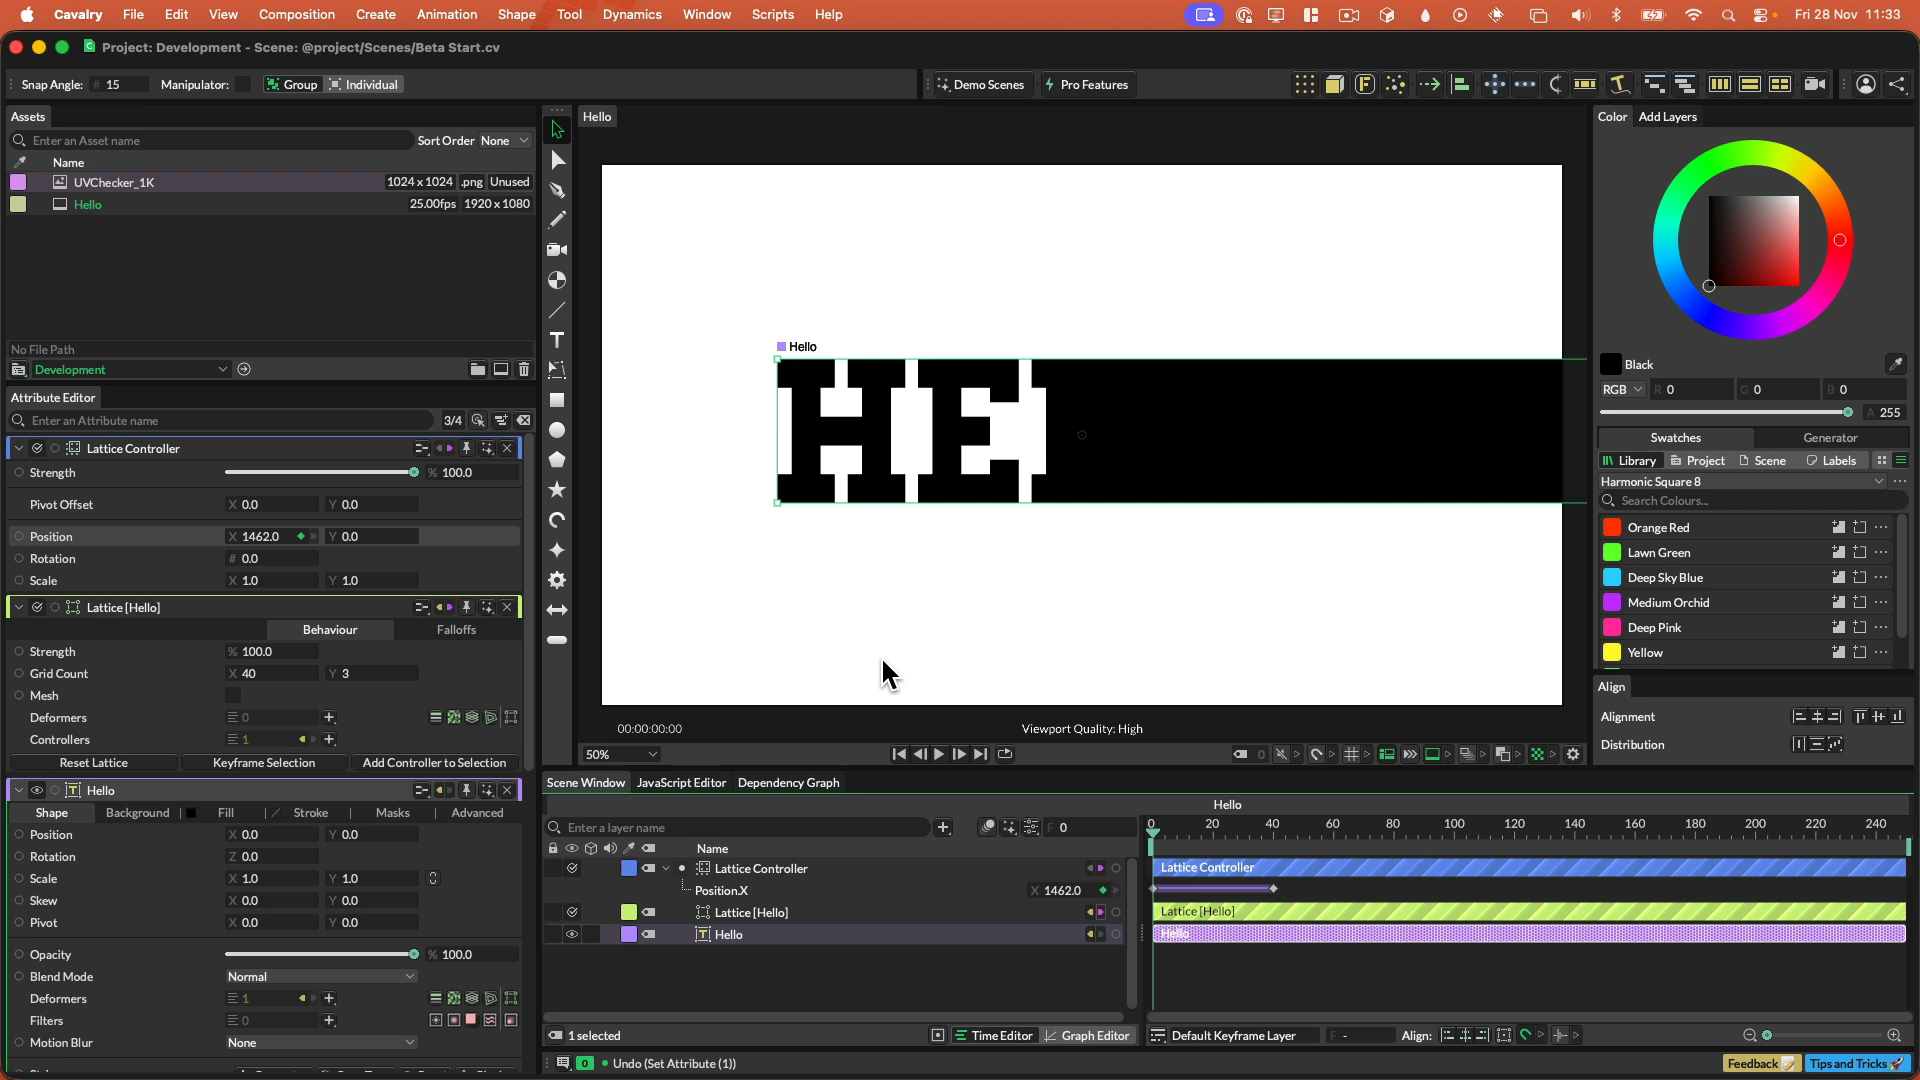 Cavalry File Edit View Composition Create Animation Shape Tool Dynamics Window Scripts Help Fri 28 Nov 11:33
Project: Development - Scene: @project/Scenes/Beta Start.cv
Snap Angle: # 15 Manipulator: Group Individual Demo Scenes Pro Features
Assets
Enter an Asset name Sort Order None
Name
UVChecker_1K 1024 x 1024 .png Unused
Hello 25.00fps 1920 x 1080
No File Path
Development
Attribute Editor
Enter an Attribute name 3/4
Lattice Controller
Strength % 100.0
Pivot Offset X 0.0 Y 0.0
Position X 1462.0 Y 0.0
Rotation # 0.0
Scale X 1.0 Y 1.0
Lattice [Hello]
Behaviour Falloffs
Strength % 100.0
Grid Count X 40 Y 3
Mesh
Deformers 0
Controllers 1
Reset Lattice Keyframe Selection Add Controller to Selection
Hello
Shape Background Fill Stroke Masks Advanced
Position X 0.0 Y 0.0
Rotation Z 0.0
Scale X 1.0 Y 1.0
Skew X 0.0 Y 0.0
Pivot X 0.0 Y 0.0
Opacity % 100.0
Blend Mode Normal
Deformers 1
Filters 0
Motion Blur None
Hello
Hello
HE
00:00:00:00 Viewport Quality: High
50% 0
Scene Window JavaScript Editor Dependency Graph
Hello
Enter a layer name F 0
0 20 40 60 80 100 120 140 160 180 200 220 240
Name
Lattice Controller Lattice Controller
Position.X X 1462.0
Lattice [Hello] Lattice [Hello]
Hello Hello
1 selected Time Editor Graph Editor Default Keyframe Layer F - Align:
0 Undo (Set Attribute (1)) Feedback Tips and Tricks
Color Add Layers
Black
RGB R 0 G 0 B 0
A 255
Swatches Generator
Library Project Scene Labels
Harmonic Square 8
Search Colours...
Orange Red
Lawn Green
Deep Sky Blue
Medium Orchid
Deep Pink
Yellow
Align
Alignment
Distribution